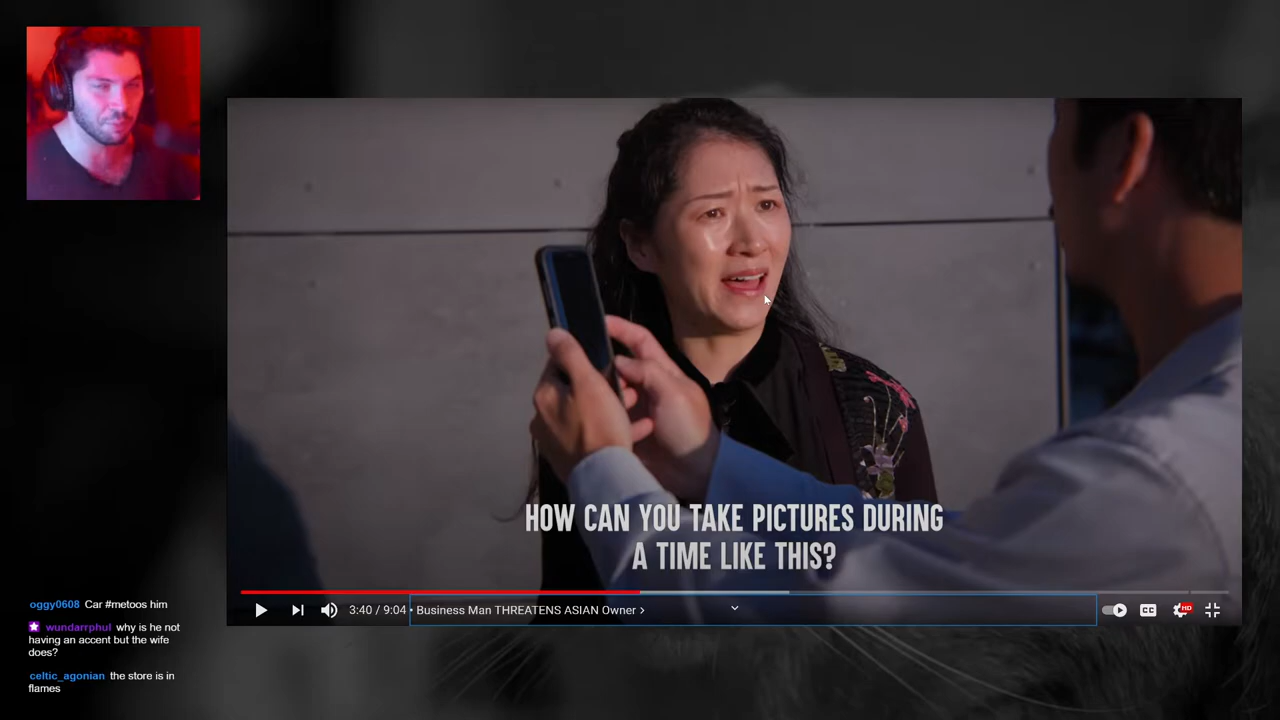 HOW CAN YOU TAKE PICTURES DURING
A TIME LIKE THIS?
oggy0608 Car #metoos him
wundarrphul why is he not
having an accent but the wife
does?
celtic_agonian the store is in
flames
3:40 / 9:04 • Business Man THREATENS ASIAN Owner >
CC
HD